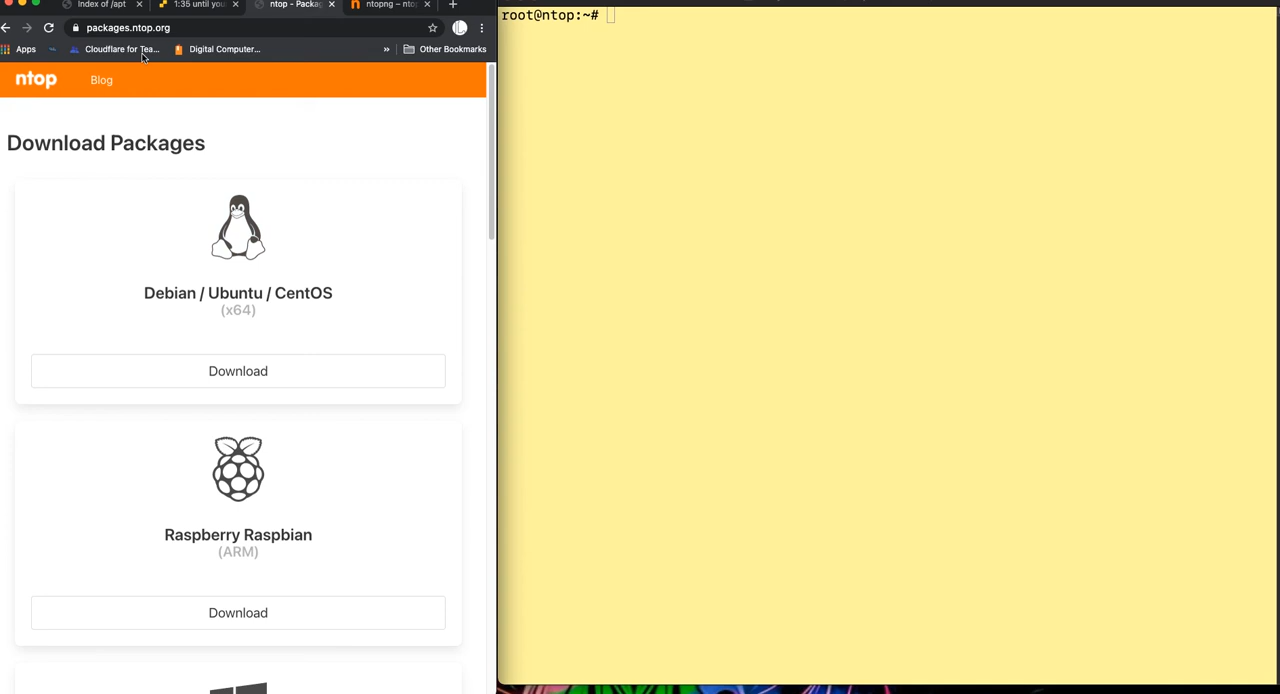 Index of /apt
1:35 until you
ntop - Packag
ntopng – nto
packages.ntop.org
Apps
Cloudflare for Tea...
Digital Computer...
»
Other Bookmarks
ntop
Blog
Download Packages
Debian / Ubuntu / CentOS
(x64)
Download
Raspberry Raspbian
(ARM)
Download
root@ntop:~#